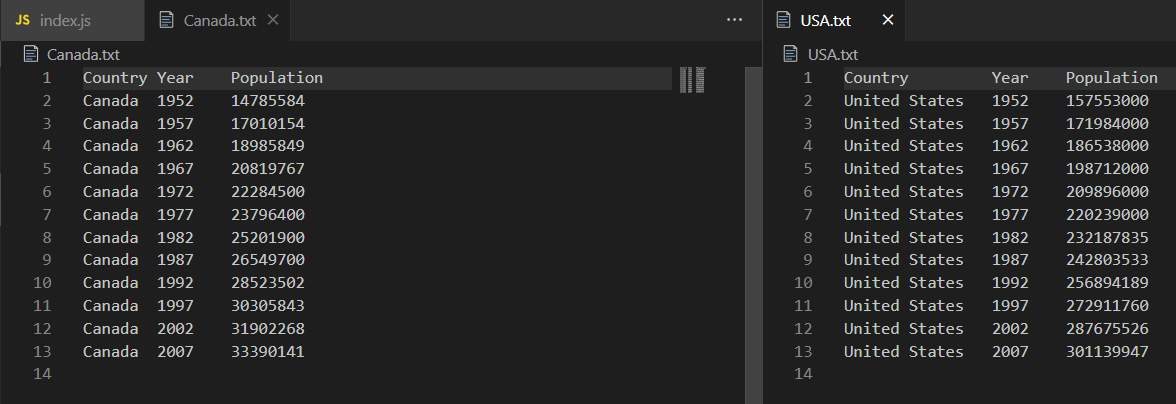 JS index.js
Canada.txt
Canada.txt
1 Country Year Population
2 Canada 1952 14785584
3 Canada 1957 17010154
4 Canada 1962 18985849
5 Canada 1967 20819767
6 Canada 1972 22284500
7 Canada 1977 23796400
8 Canada 1982 25201900
9 Canada 1987 26549700
10 Canada 1992 28523502
11 Canada 1997 30305843
12 Canada 2002 31902268
13 Canada 2007 33390141
14
USA.txt
USA.txt
1 Country Year Population
2 United States 1952 157553000
3 United States 1957 171984000
4 United States 1962 186538000
5 United States 1967 198712000
6 United States 1972 209896000
7 United States 1977 220239000
8 United States 1982 232187835
9 United States 1987 242803533
10 United States 1992 256894189
11 United States 1997 272911760
12 United States 2002 287675526
13 United States 2007 301139947
14